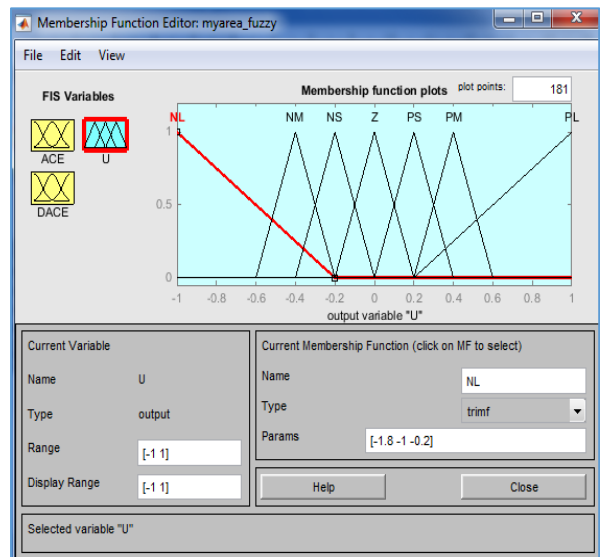 Membership Function Editor: myarea_fuzzy
File Edit View
FIS Variables
Membership function plots plot points: 181
ACE U
DACE
NL NM NS Z PS PM PL
1
0.5
0
-1 -0.8 -0.6 -0.4 -0.2 0 0.2 0.4 0.6 0.8 1
output variable "U"
Current Variable
Name U
Type output
Range [-1 1]
Display Range [-1 1]
Current Membership Function (click on MF to select)
Name NL
Type trimf
Params [-1.8 -1 -0.2]
Help Close
Selected variable "U"